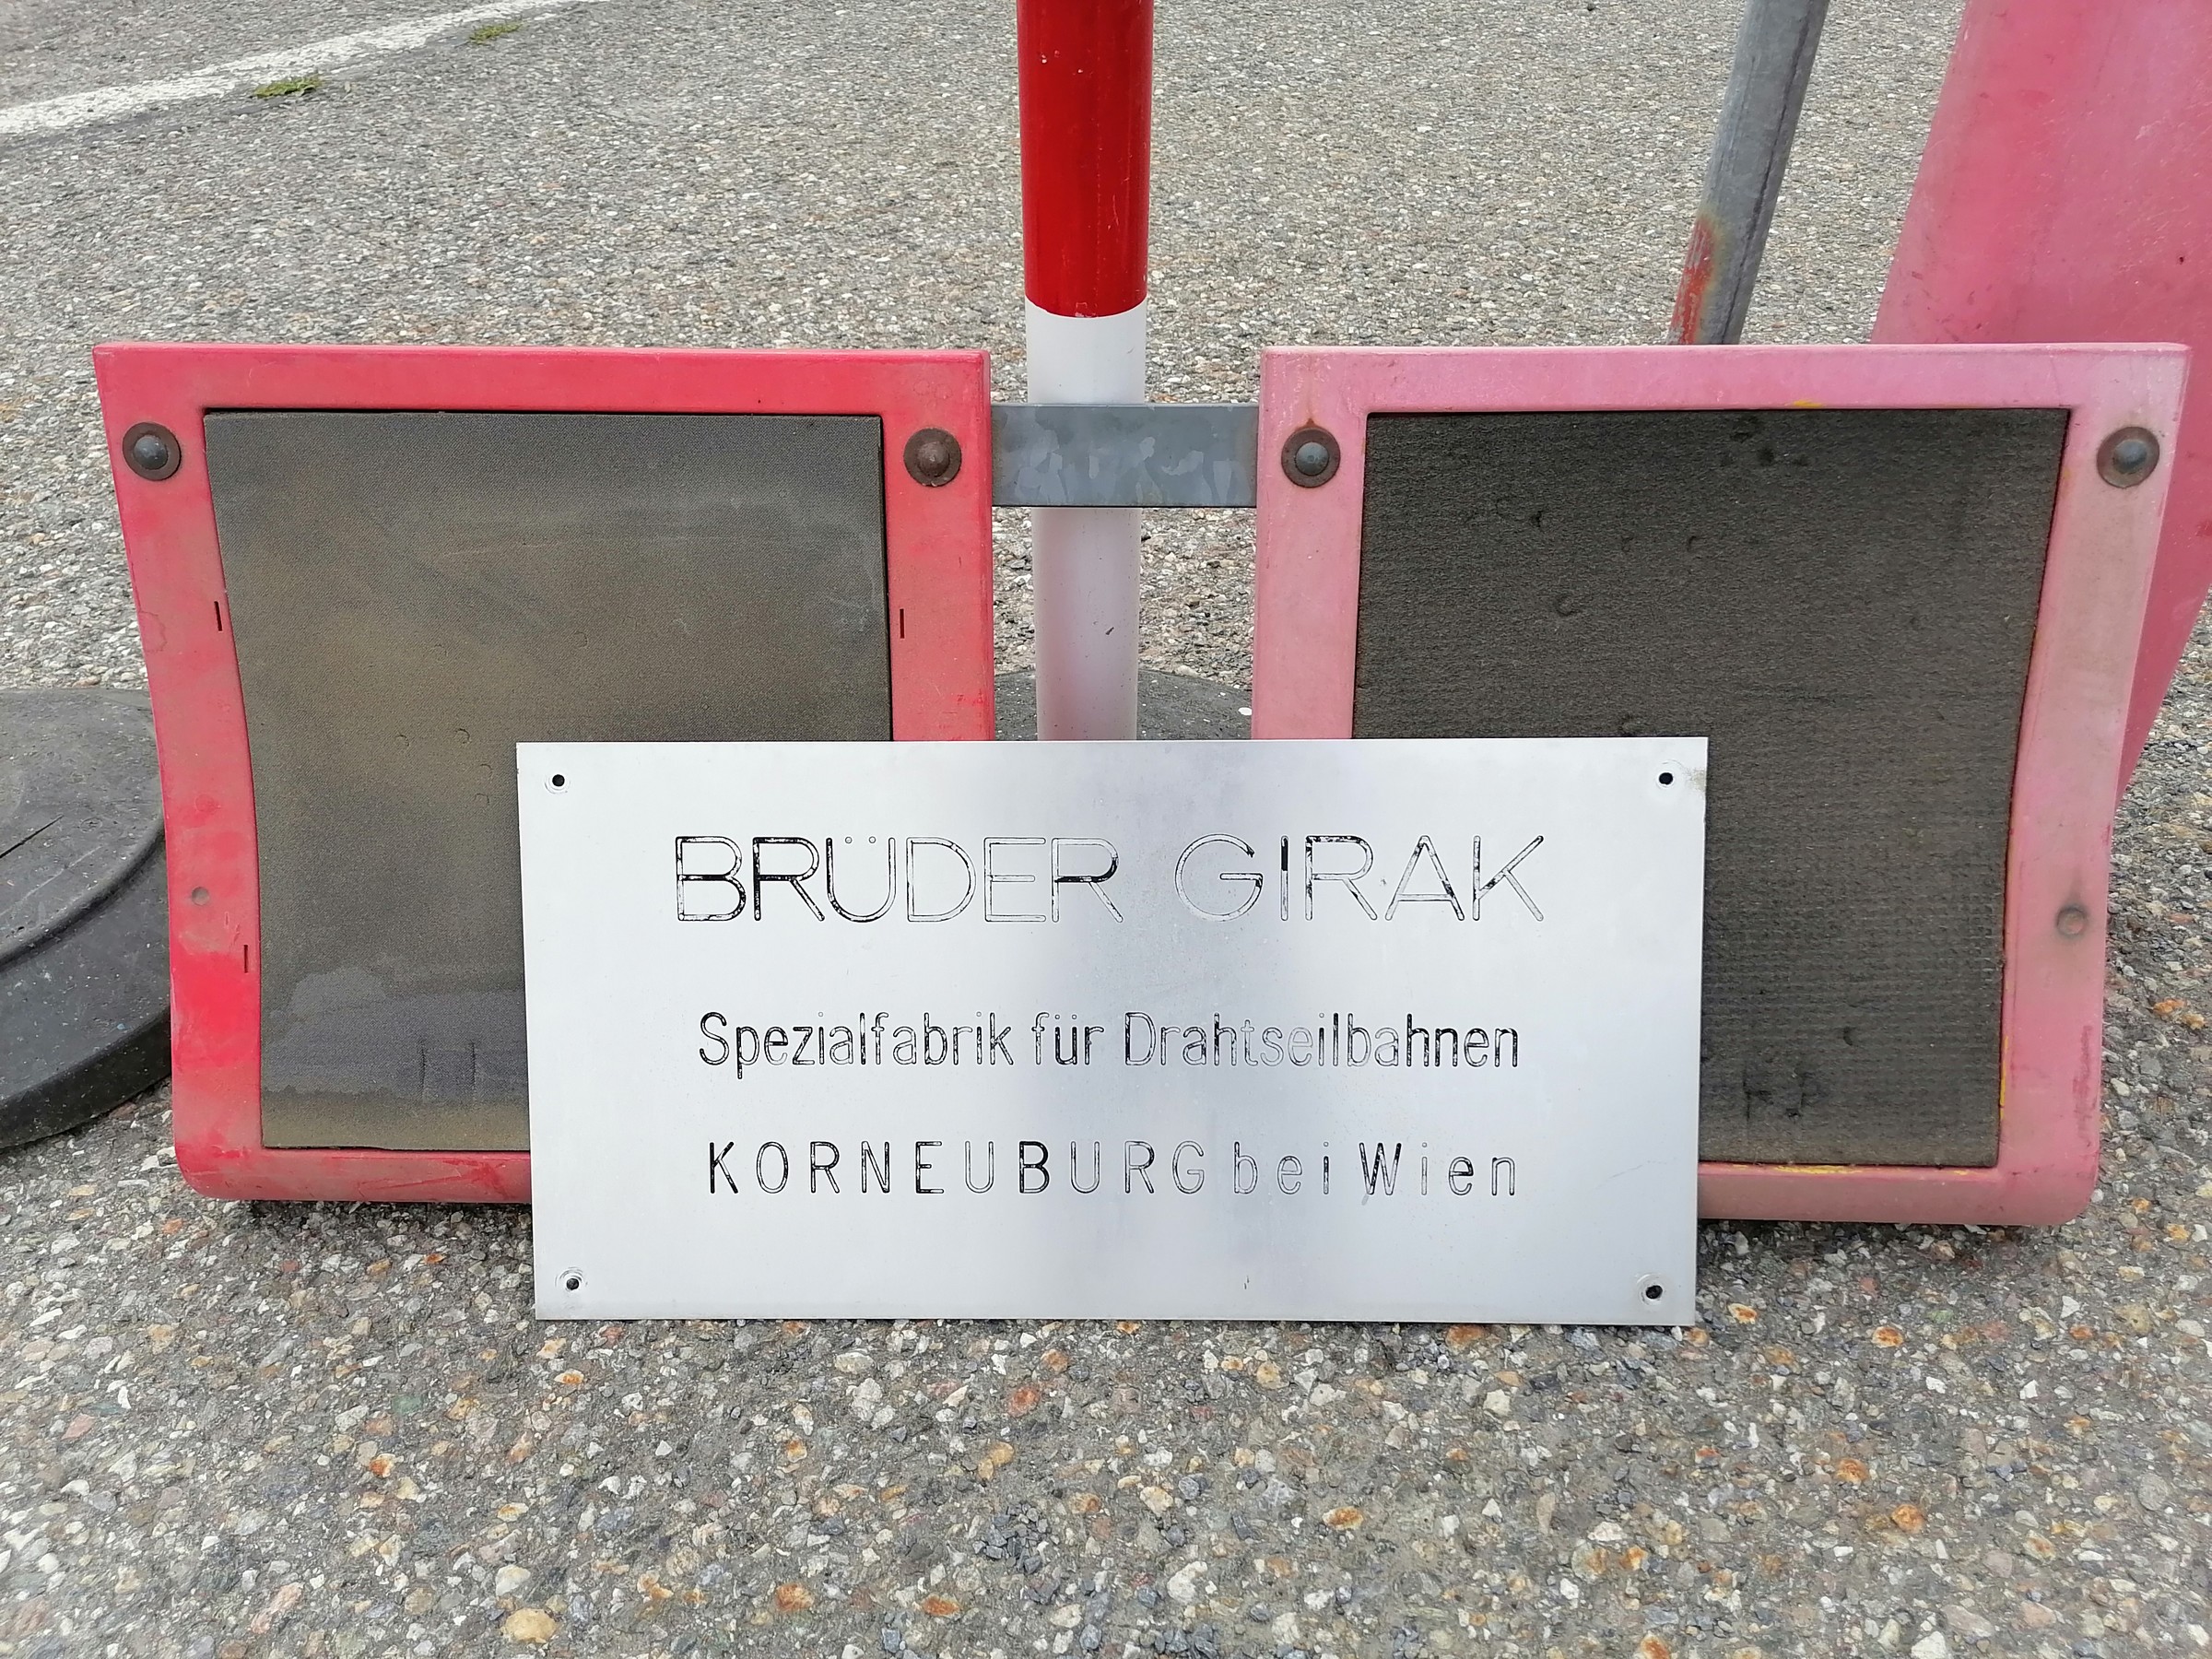 BRÜDER GIRAK
Spezialfabrik für Drahtseilbahnen
KORNEUBURG bei Wien